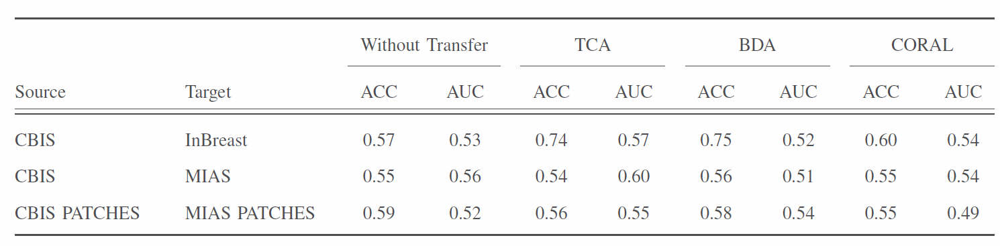 Without Transfer TCA BDA CORAL
Source Target ACC AUC ACC AUC ACC AUC ACC AUC
CBIS InBreast 0.57 0.53 0.74 0.57 0.75 0.52 0.60 0.54
CBIS MIAS 0.55 0.56 0.54 0.60 0.56 0.51 0.55 0.54
CBIS PATCHES MIAS PATCHES 0.59 0.52 0.56 0.55 0.58 0.54 0.55 0.49